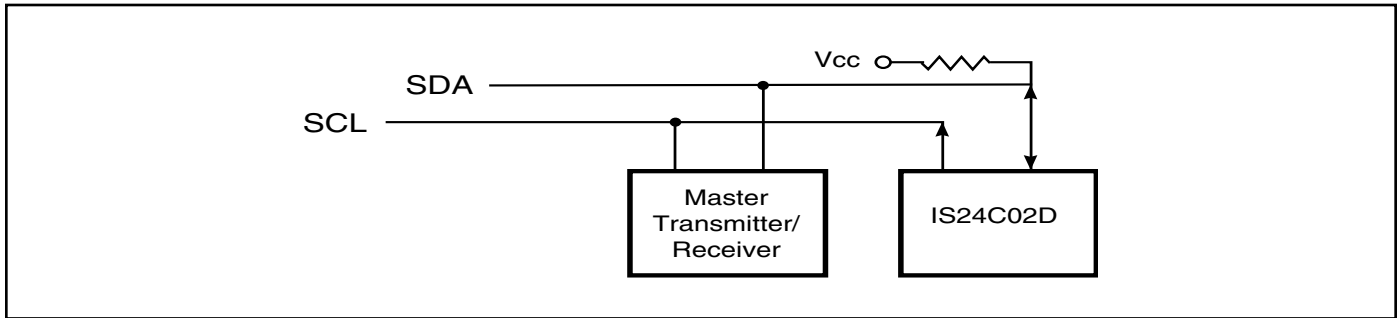 Vcc
SDA
SCL
Master
Transmitter/
Receiver
IS24C02D